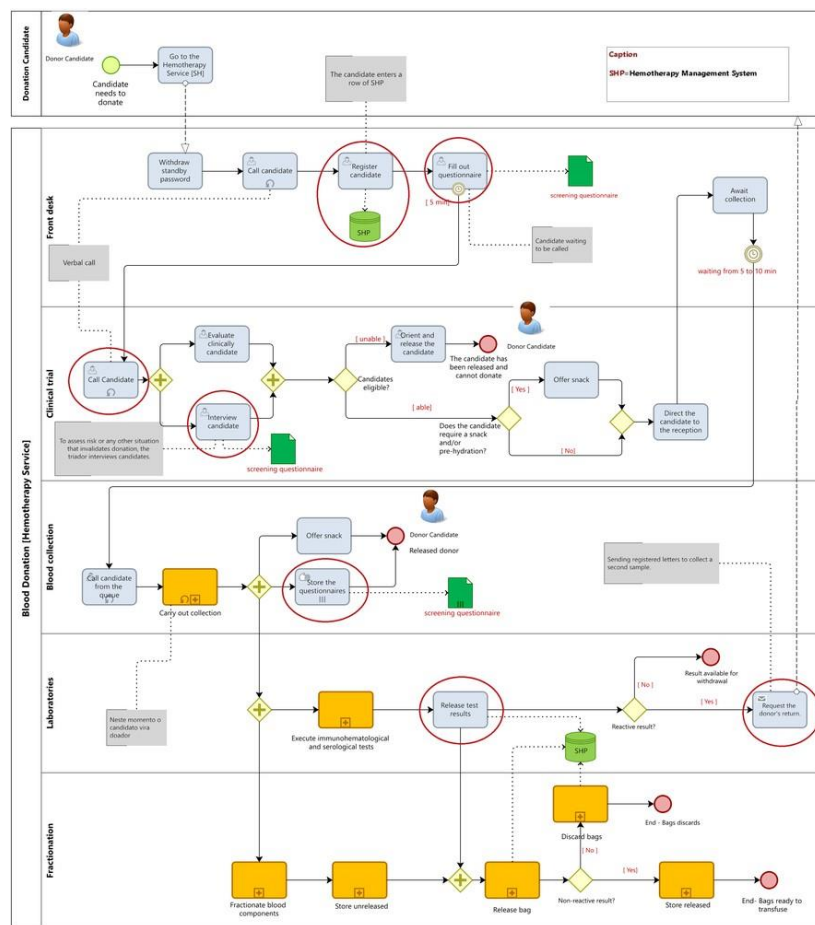 Donation Candidate
Donor Candidate
Candidate
needs to
donate
Go to the
Hemotherapy
Service [SH]
The candidate enters a
row of SHP
Caption
SHP=Hemotherapy Management System
Blood Donation [Hemotherapy Service]
Front desk
Withdraw
standby
password
Call candidate
Register
candidate
SHP
Fill out
questionnaire
[ 5 min]
screening questionnaire
Candidate waiting
to be called
Await
collection
waiting from 5 to 10 min
Verbal call
Clinical trial
Call Candidate
Evaluate
clinically
candidate
Interview
candidate
To assess risk or any other situation
that invalidates donation, the
triador interviews candidates.
screening questionnaire
Candidates
eligible?
[ unable]
Orient and
release the
candidate
The candidate has
been released and
cannot donate
Donor Candidate
[ able]
Does the candidate
require a snack
and/or
pre-hydration?
[ Yes ]
Offer snack
[ No]
Direct the
candidate to
the reception
Blood collection
Call candidate
from the
queue
Carry out collection
Offer snack
Store the
questionnaires
Donor Candidate
Released donor
screening questionnaire
Sending registered letters to collect a
second sample.
Laboratories
Neste momento o
candidato vira
doador
Execute immunohematological
and serological tests
Release test
results
SHP
Reactive result?
[ No ]
Result available for
withdrawal
[ Yes ]
Request the
donor's return.
Fractionation
Fractionate blood
components
Store unreleased
Release bag
Non-reactive result?
[ No ]
Discard bags
End - Bags discards
[Yes]
Store released
End- Bags ready to
transfuse